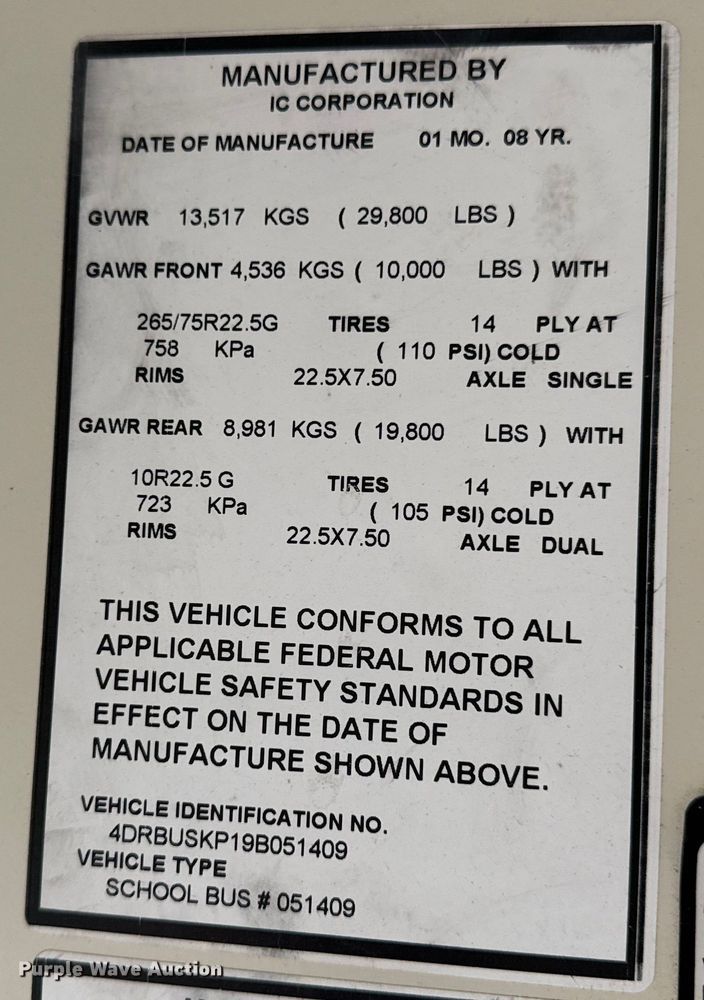 MANUFACTURED BY
IC CORPORATION
DATE OF MANUFACTURE 01 MO. 08 YR.
GVWR 13,517 KGS ( 29,800 LBS )
GAWR FRONT 4,536 KGS ( 10,000 LBS ) WITH
265/75R22.5G TIRES 14 PLY AT
758 KPa ( 110 PSI) COLD
RIMS 22.5X7.50 AXLE SINGLE
GAWR REAR 8,981 KGS ( 19,800 LBS ) WITH
10R22.5 G TIRES 14 PLY AT
723 KPa ( 105 PSI) COLD
RIMS 22.5X7.50 AXLE DUAL
THIS VEHICLE CONFORMS TO ALL
APPLICABLE FEDERAL MOTOR
VEHICLE SAFETY STANDARDS IN
EFFECT ON THE DATE OF
MANUFACTURE SHOWN ABOVE.
VEHICLE IDENTIFICATION NO.
4DRBUSKP19B051409
VEHICLE TYPE
SCHOOL BUS # 051409
Purple Wave Auction